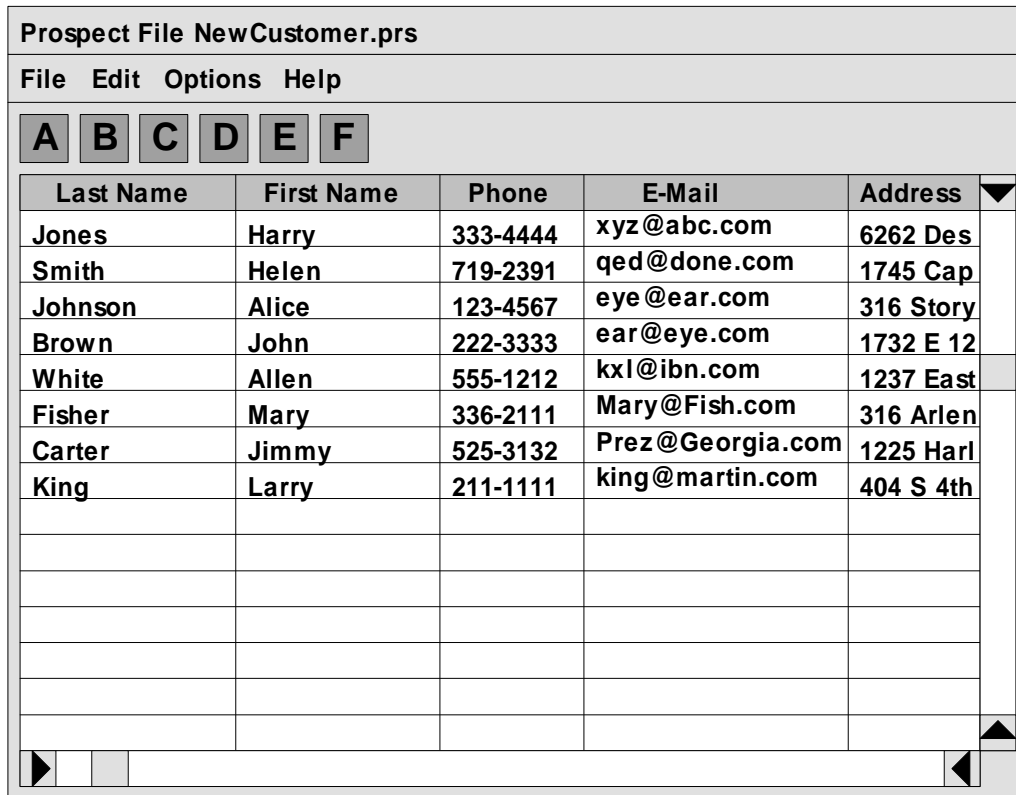 Prospect File NewCustomer.prs
File Edit Options Help
A B C D E F
Last Name First Name Phone E-Mail Address
Jones Harry 333-4444 xyz@abc.com 6262 Des
Smith Helen 719-2391 qed@done.com 1745 Cap
Johnson Alice 123-4567 eye@ear.com 316 Story
Brown John 222-3333 ear@eye.com 1732 E 12
White Allen 555-1212 kxl@ibn.com 1237 East
Fisher Mary 336-2111 Mary@Fish.com 316 Arlen
Carter Jimmy 525-3132 Prez@Georgia.com 1225 Harl
King Larry 211-1111 king@martin.com 404 S 4th